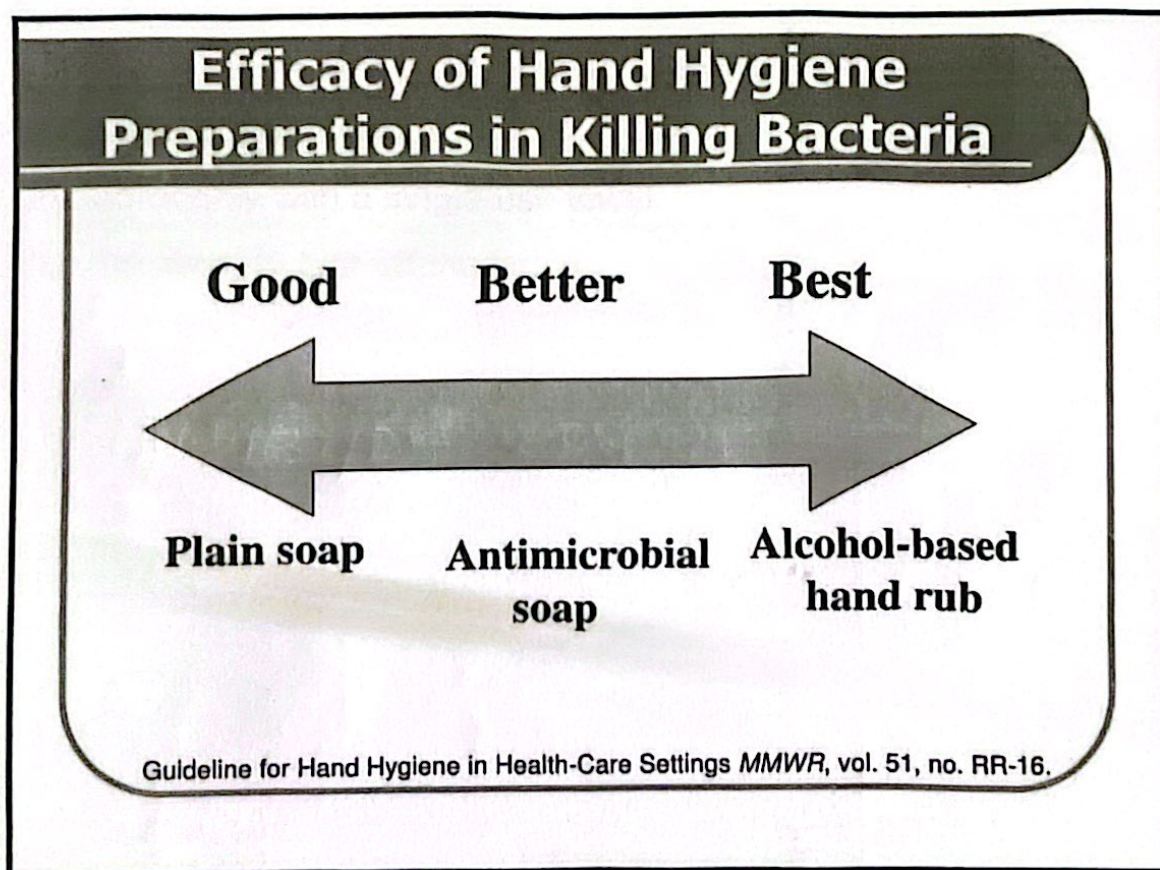 Efficacy of Hand Hygiene
Preparations in Killing Bacteria
Good Better Best
Plain soap Antimicrobial soap Alcohol-based hand rub
Guideline for Hand Hygiene in Health-Care Settings MMWR, vol. 51, no. RR-16.